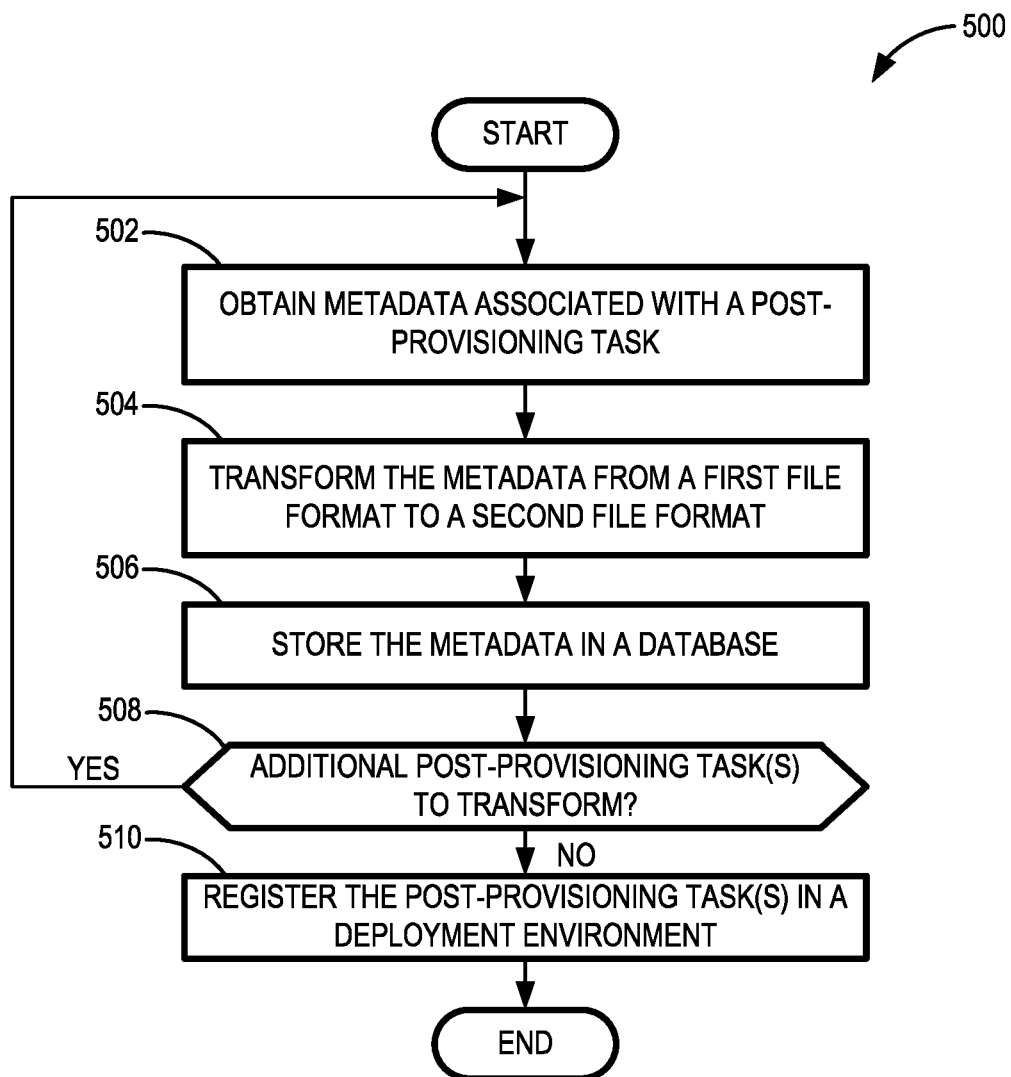 500
START
502
OBTAIN METADATA ASSOCIATED WITH A POST-
PROVISIONING TASK
504
TRANSFORM THE METADATA FROM A FIRST FILE
FORMAT TO A SECOND FILE FORMAT
506
STORE THE METADATA IN A DATABASE
508
YES
ADDITIONAL POST-PROVISIONING TASK(S)
TO TRANSFORM?
510
NO
REGISTER THE POST-PROVISIONING TASK(S) IN A
DEPLOYMENT ENVIRONMENT
END